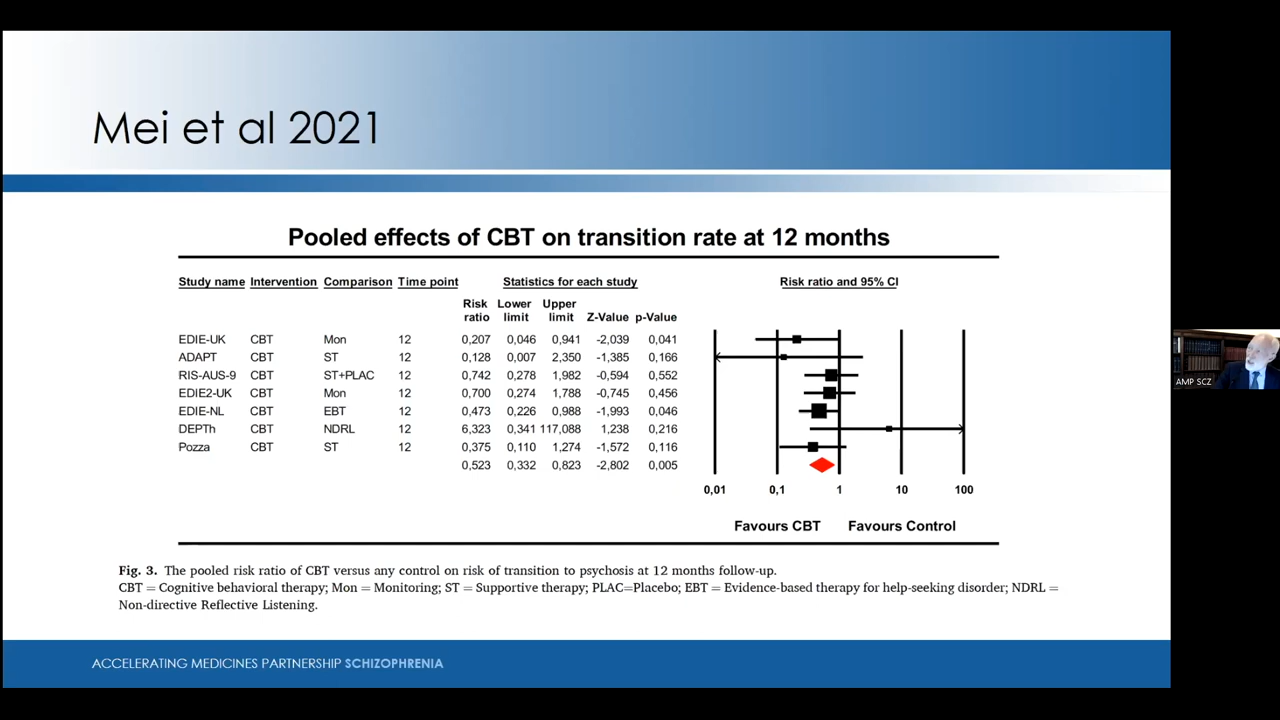 Mei et al 2021
Pooled effects of CBT on transition rate at 12 months
Study name Intervention Comparison Time point Statistics for each study Risk ratio and 95% CI
Risk Lower Upper
ratio limit limit Z-Value p-Value
EDIE-UK CBT Mon 12 0,207 0,046 0,941 -2,039 0,041
ADAPT CBT ST 12 0,128 0,007 2,350 -1,385 0,166
RIS-AUS-9 CBT ST+PLAC 12 0,742 0,278 1,982 -0,594 0,552
EDIE2-UK CBT Mon 12 0,700 0,274 1,788 -0,745 0,456
EDIE-NL CBT EBT 12 0,473 0,226 0,988 -1,993 0,046
DEPTh CBT NDRL 12 6,323 0,341 117,088 1,238 0,216
Pozza CBT ST 12 0,375 0,110 1,274 -1,572 0,116
0,523 0,332 0,823 -2,802 0,005
0,01 0,1 1 10 100
Favours CBT Favours Control
Fig. 3. The pooled risk ratio of CBT versus any control on risk of transition to psychosis at 12 months follow-up.
CBT = Cognitive behavioral therapy; Mon = Monitoring; ST = Supportive therapy; PLAC=Placebo; EBT = Evidence-based therapy for help-seeking disorder; NDRL =
Non-directive Reflective Listening.
ACCELERATING MEDICINES PARTNERSHIP SCHIZOPHRENIA
AMP SCZ